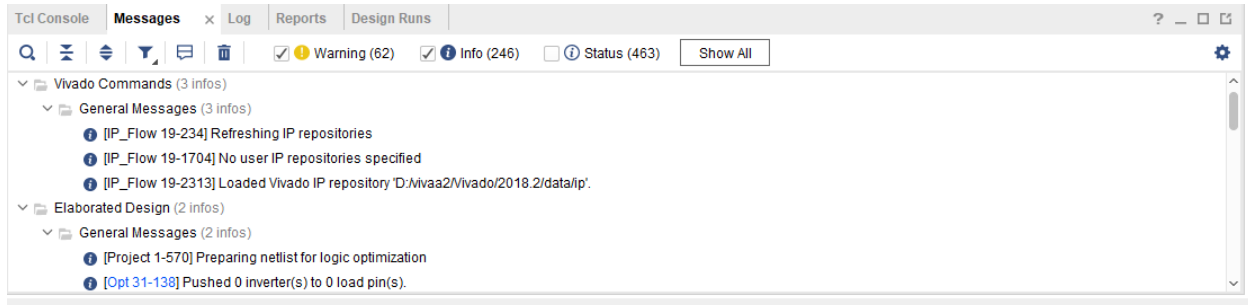 Tcl Console Messages × Log Reports Design Runs ? _ □
Warning (62) Info (246) Status (463) Show All
Vivado Commands (3 infos)
General Messages (3 infos)
[IP_Flow 19-234] Refreshing IP repositories
[IP_Flow 19-1704] No user IP repositories specified
[IP_Flow 19-2313] Loaded Vivado IP repository 'D:/vivaa2/Vivado/2018.2/data/ip'.
Elaborated Design (2 infos)
General Messages (2 infos)
[Project 1-570] Preparing netlist for logic optimization
[Opt 31-138] Pushed 0 inverter(s) to 0 load pin(s).